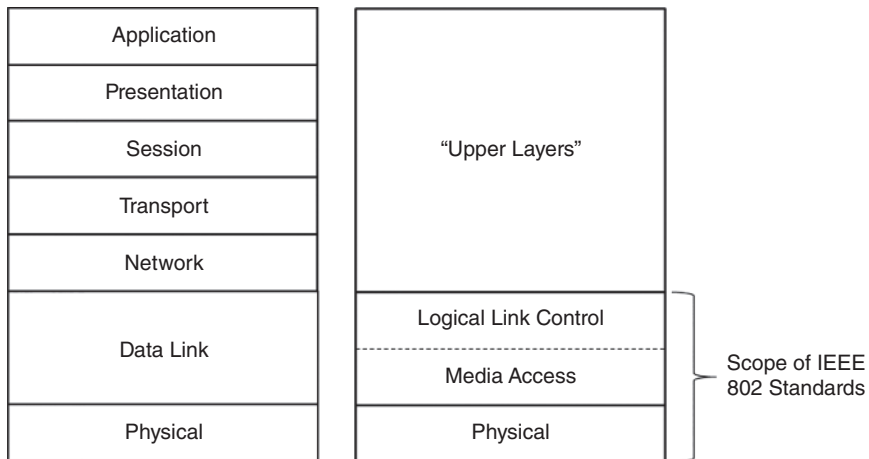 Application
Presentation
Session
Transport
Network
Data Link
Physical
“Upper Layers”
Logical Link Control
Media Access
Physical
Scope of IEEE
802 Standards